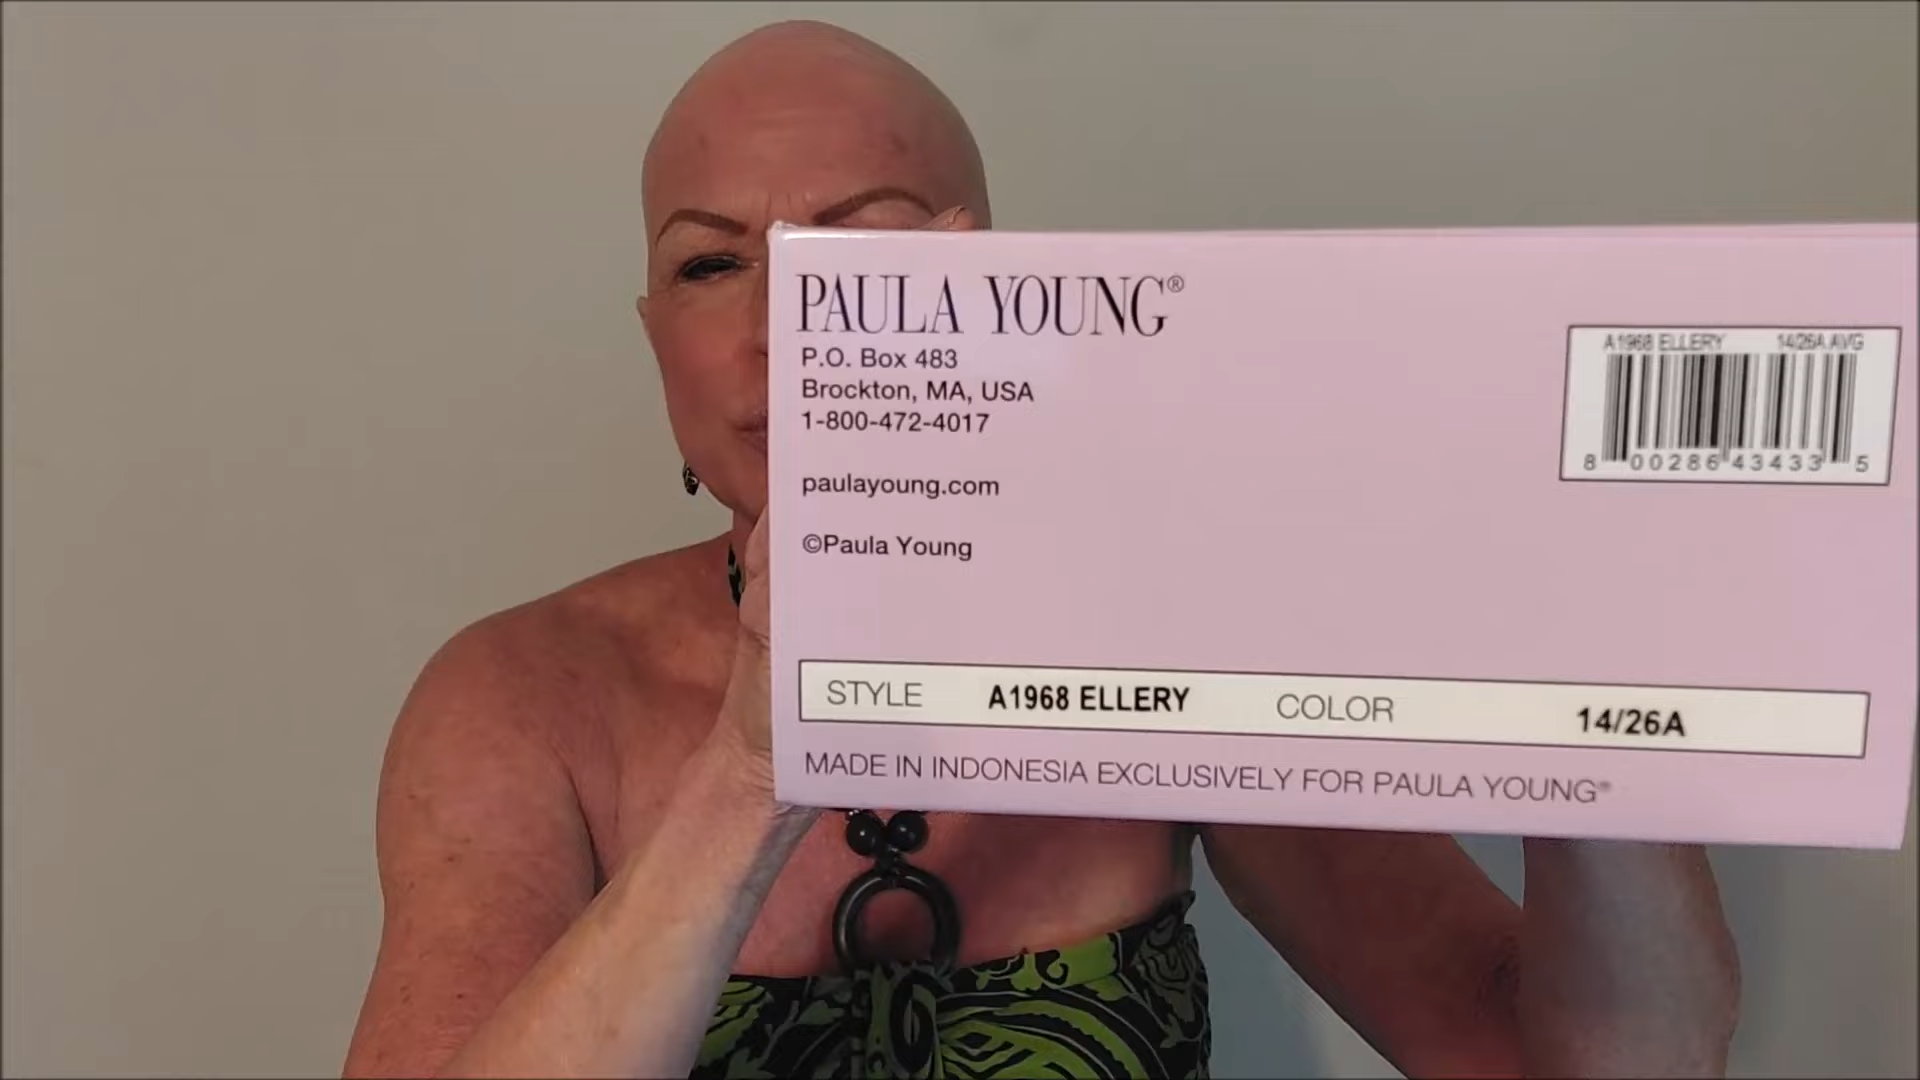 PAULA YOUNG®
P.O. Box 483
Brockton, MA, USA
1-800-472-4017
paulayoung.com
©Paula Young
A1968 ELLERY 14/26A AVG
8 00286 43433 5
STYLE A1968 ELLERY COLOR 14/26A
MADE IN INDONESIA EXCLUSIVELY FOR PAULA YOUNG®